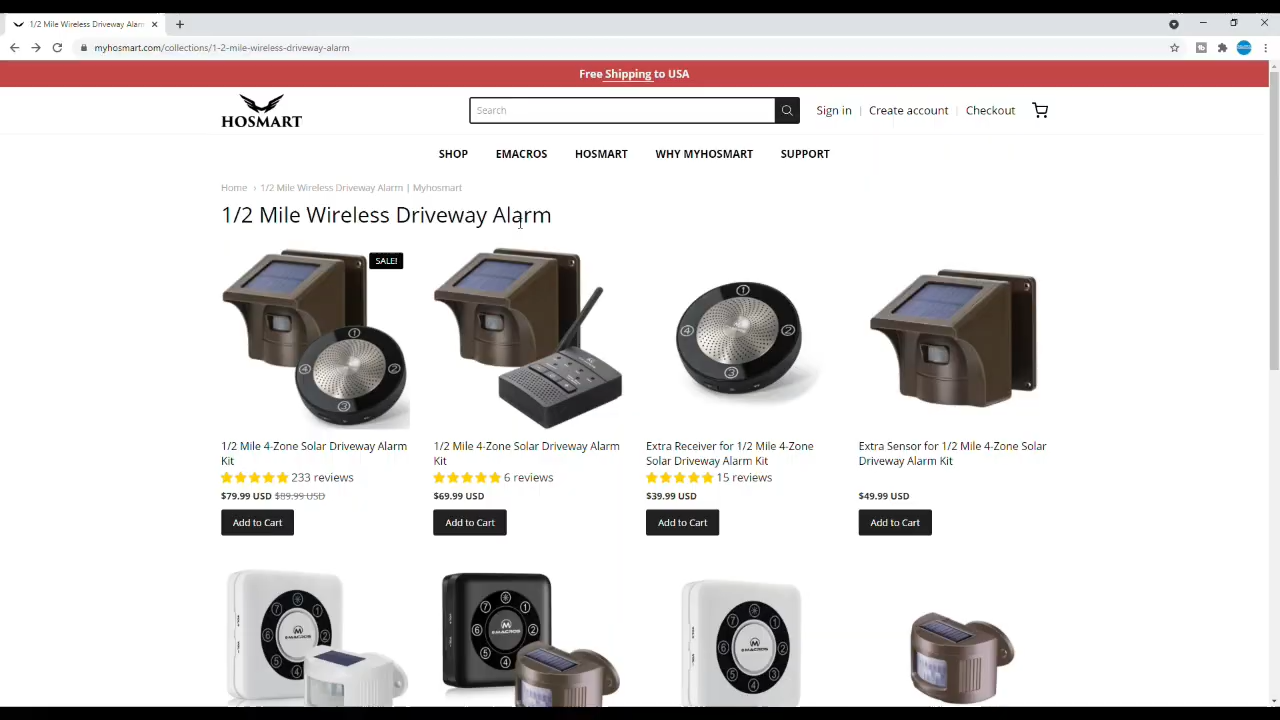 1/2 Mile Wireless Driveway Alarm
myhosmart.com/collections/1-2-mile-wireless-driveway-alarm
Free Shipping to USA
HOSMART
Search
Sign in | Create account | Checkout
SHOP EMACROS HOSMART WHY MYHOSMART SUPPORT
Home › 1/2 Mile Wireless Driveway Alarm | Myhosmart
1/2 Mile Wireless Driveway Alarm
SALE!
1/2 Mile 4-Zone Solar Driveway Alarm
Kit
233 reviews
$79.99 USD $89.99 USD
Add to Cart
1/2 Mile 4-Zone Solar Driveway Alarm
Kit
6 reviews
$69.99 USD
Add to Cart
Extra Receiver for 1/2 Mile 4-Zone
Solar Driveway Alarm Kit
15 reviews
$39.99 USD
Add to Cart
Extra Sensor for 1/2 Mile 4-Zone Solar
Driveway Alarm Kit
$49.99 USD
Add to Cart
EMACROS
EMACROS
EMACROS